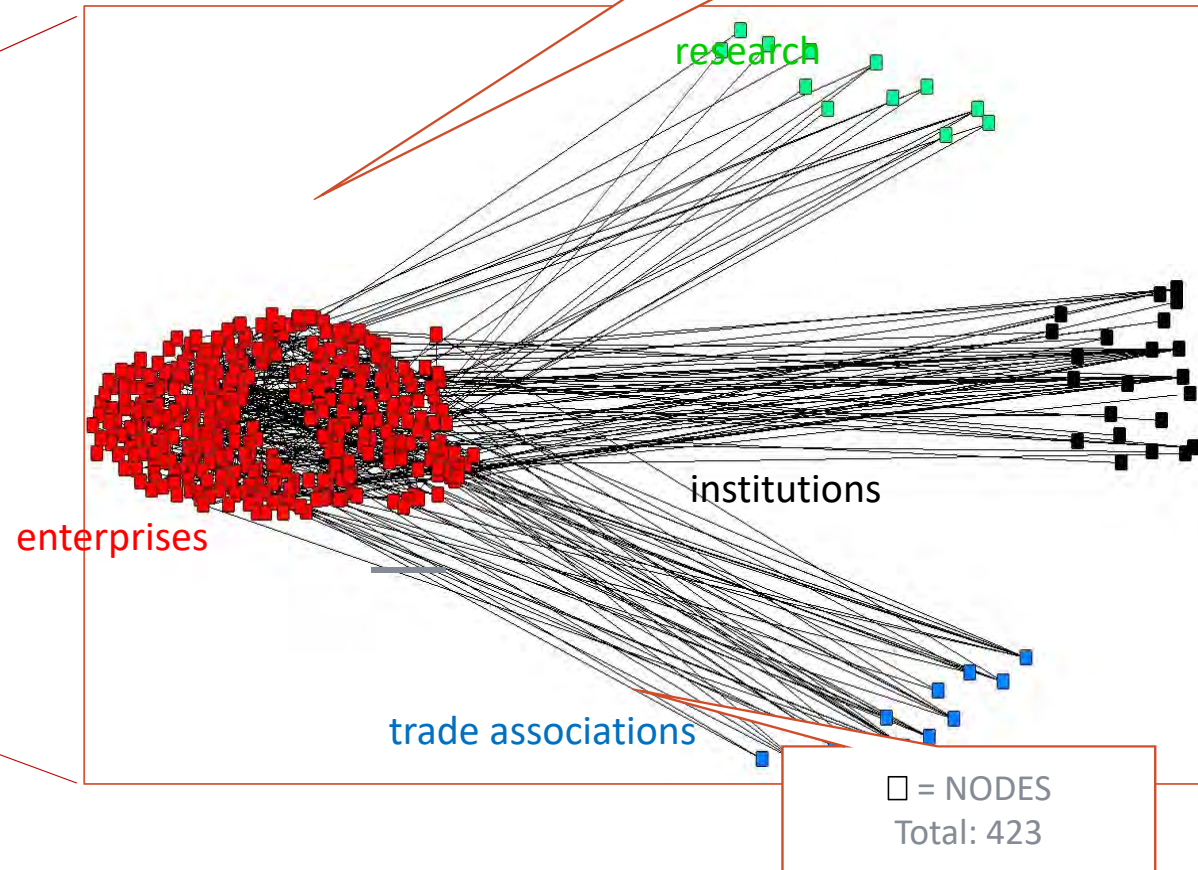 research
institutions
enterprises
trade associations
□ = NODES
Total: 423